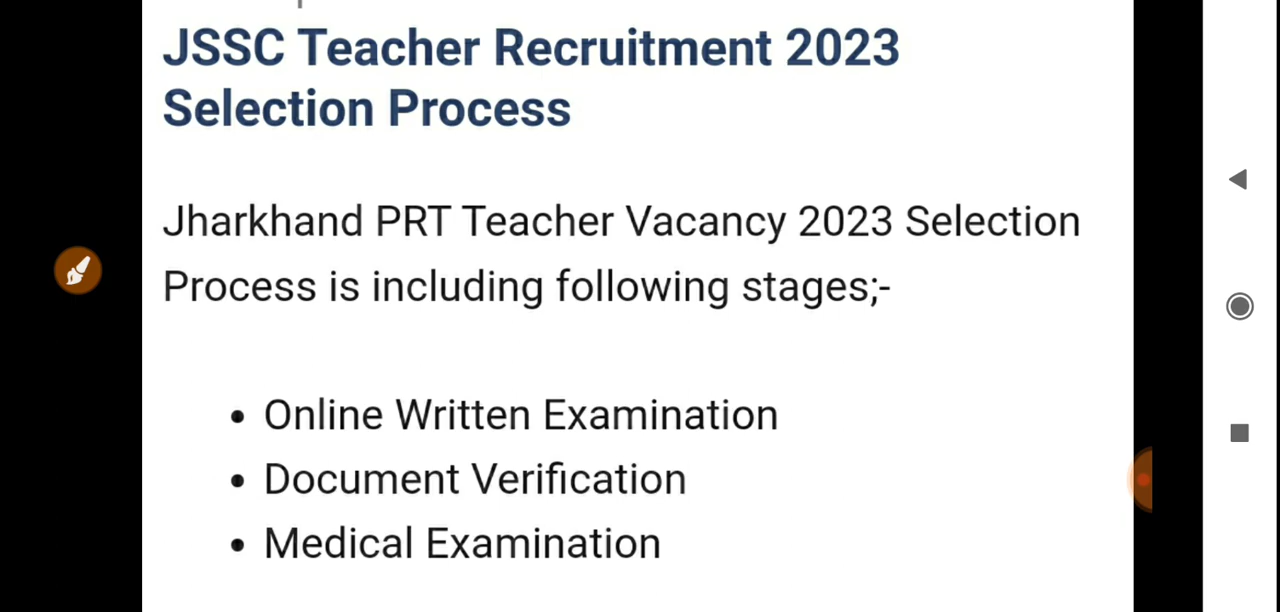 JSSC Teacher Recruitment 2023
Selection Process
Jharkhand PRT Teacher Vacancy 2023 Selection
Process is including following stages;-
• Online Written Examination
• Document Verification
• Medical Examination